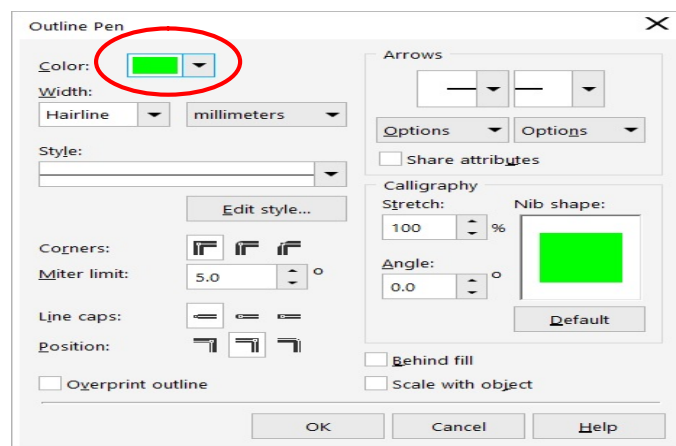 Outline Pen
Color:
Width:
Hairline millimeters
Style:
Edit style...
Corners:
Miter limit: 5.0 °
Line caps:
Position:
Overprint outline
Arrows
Options Options
Share attributes
Calligraphy
Stretch: Nib shape:
100 %
Angle:
0.0 °
Default
Behind fill
Scale with object
OK Cancel Help